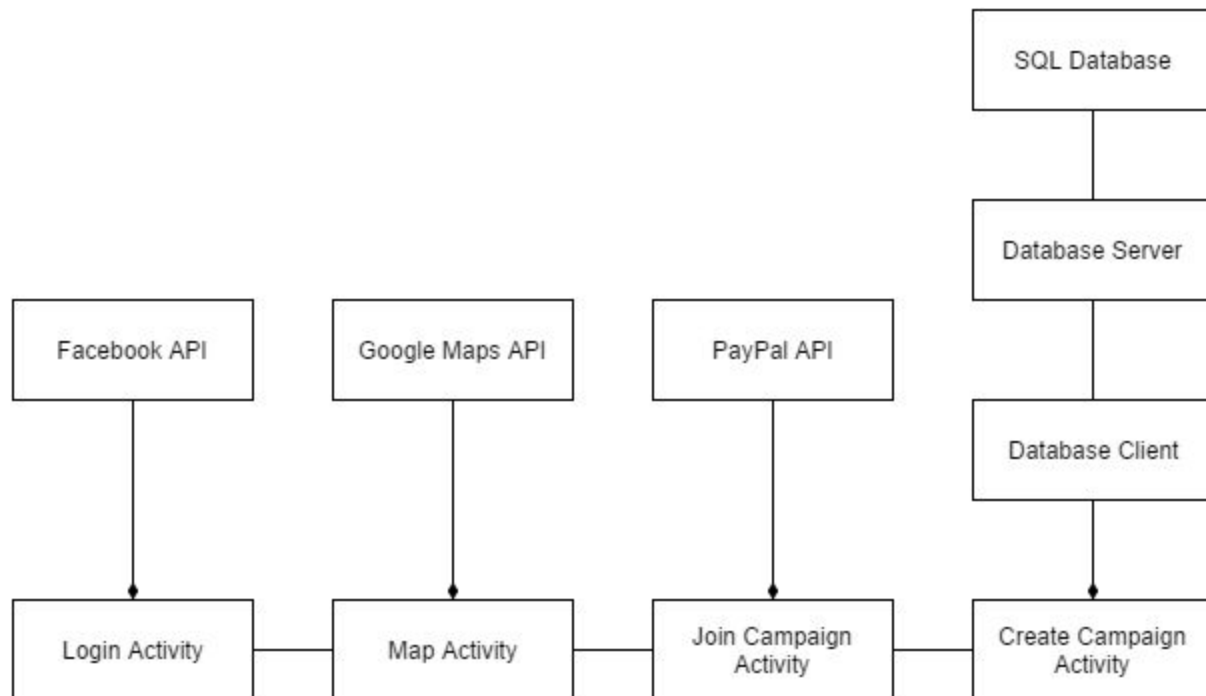 SQL Database
Database Server
Facebook API
Google Maps API
PayPal API
Database Client
Login Activity
Map Activity
Join Campaign
Activity
Create Campaign
Activity